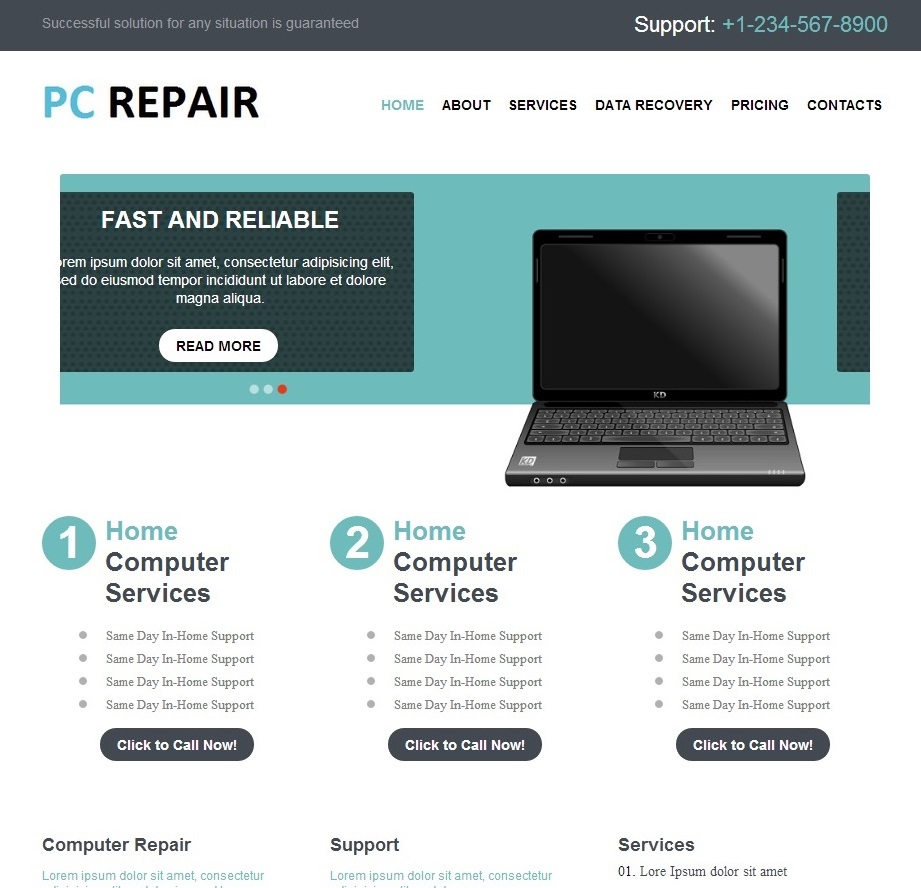 Successful solution for any situation is guaranteed
Support: +1-234-567-8900
PC REPAIR
HOME ABOUT SERVICES DATA RECOVERY PRICING CONTACTS
FAST AND RELIABLE
orem ipsum dolor sit amet, consectetur adipisicing elit,
sed do eiusmod tempor incididunt ut labore et dolore
magna aliqua.
READ MORE
KD
KD
1
Home
Computer
Services
Same Day In-Home Support
Same Day In-Home Support
Same Day In-Home Support
Same Day In-Home Support
Click to Call Now!
2
Home
Computer
Services
Same Day In-Home Support
Same Day In-Home Support
Same Day In-Home Support
Same Day In-Home Support
Click to Call Now!
3
Home
Computer
Services
Same Day In-Home Support
Same Day In-Home Support
Same Day In-Home Support
Same Day In-Home Support
Click to Call Now!
Computer Repair
Lorem ipsum dolor sit amet, consectetur
Support
Lorem ipsum dolor sit amet, consectetur
Services
01. Lore Ipsum dolor sit amet